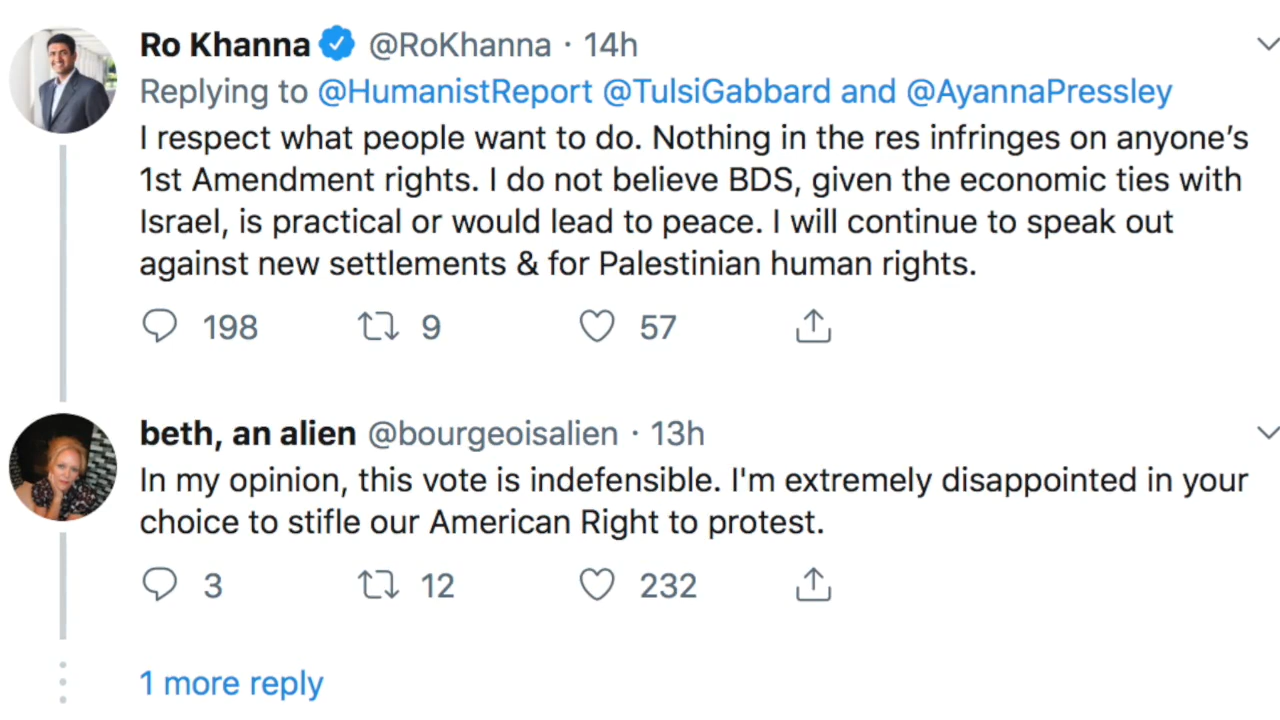 Ro Khanna @RoKhanna · 14h
Replying to @HumanistReport @TulsiGabbard and @AyannaPressley
I respect what people want to do. Nothing in the res infringes on anyone’s
1st Amendment rights. I do not believe BDS, given the economic ties with
Israel, is practical or would lead to peace. I will continue to speak out
against new settlements & for Palestinian human rights.
198 9 57
beth, an alien @bourgeoisalien · 13h
In my opinion, this vote is indefensible. I'm extremely disappointed in your
choice to stifle our American Right to protest.
3 12 232
1 more reply